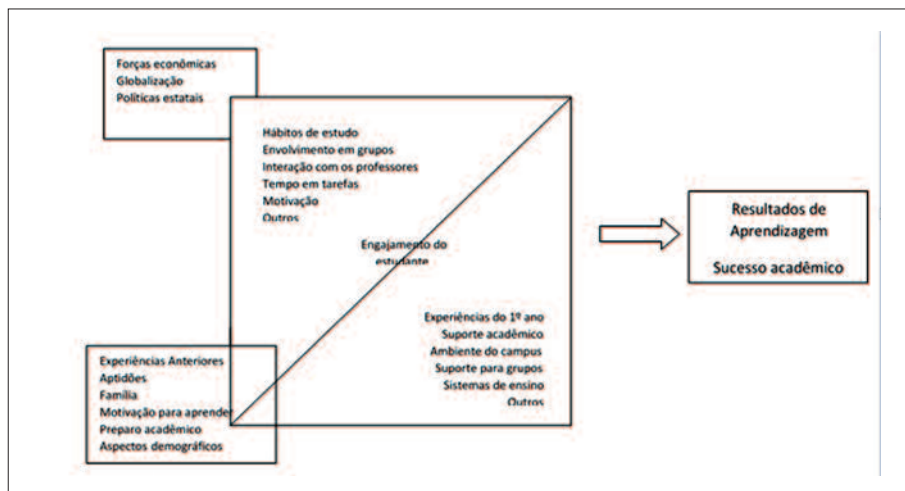 Forças econômicas
Globalização
Políticas estatais
Hábitos de estudo
Envolvimento em grupos
Interação com os professores
Tempo em tarefas
Motivação
Outros
Engajamento do
estudante
Experiências do 1º ano
Suporte acadêmico
Ambiente do campus
Suporte para grupos
Sistemas de ensino
Outros
Experiências Anteriores
Aptidões
Família
Motivação para aprender
Preparo acadêmico
Aspectos demográficos
Resultados de
Aprendizagem
Sucesso acadêmico